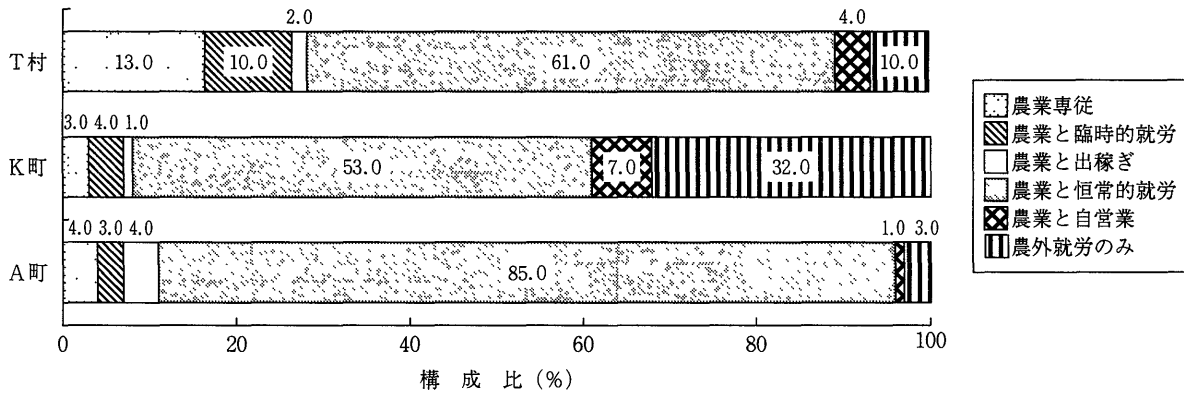 2.0 4.0
T村 13.0 10.0 61.0 10.0
3.0 4.0 1.0
K町 53.0 7.0 32.0
4.0 3.0 4.0 1.0 3.0
A町 85.0
0 20 40 60 80 100
構成比(%)
農業専従
農業と臨時的就労
農業と出稼ぎ
農業と恒常的就労
農業と自営業
農外就労のみ